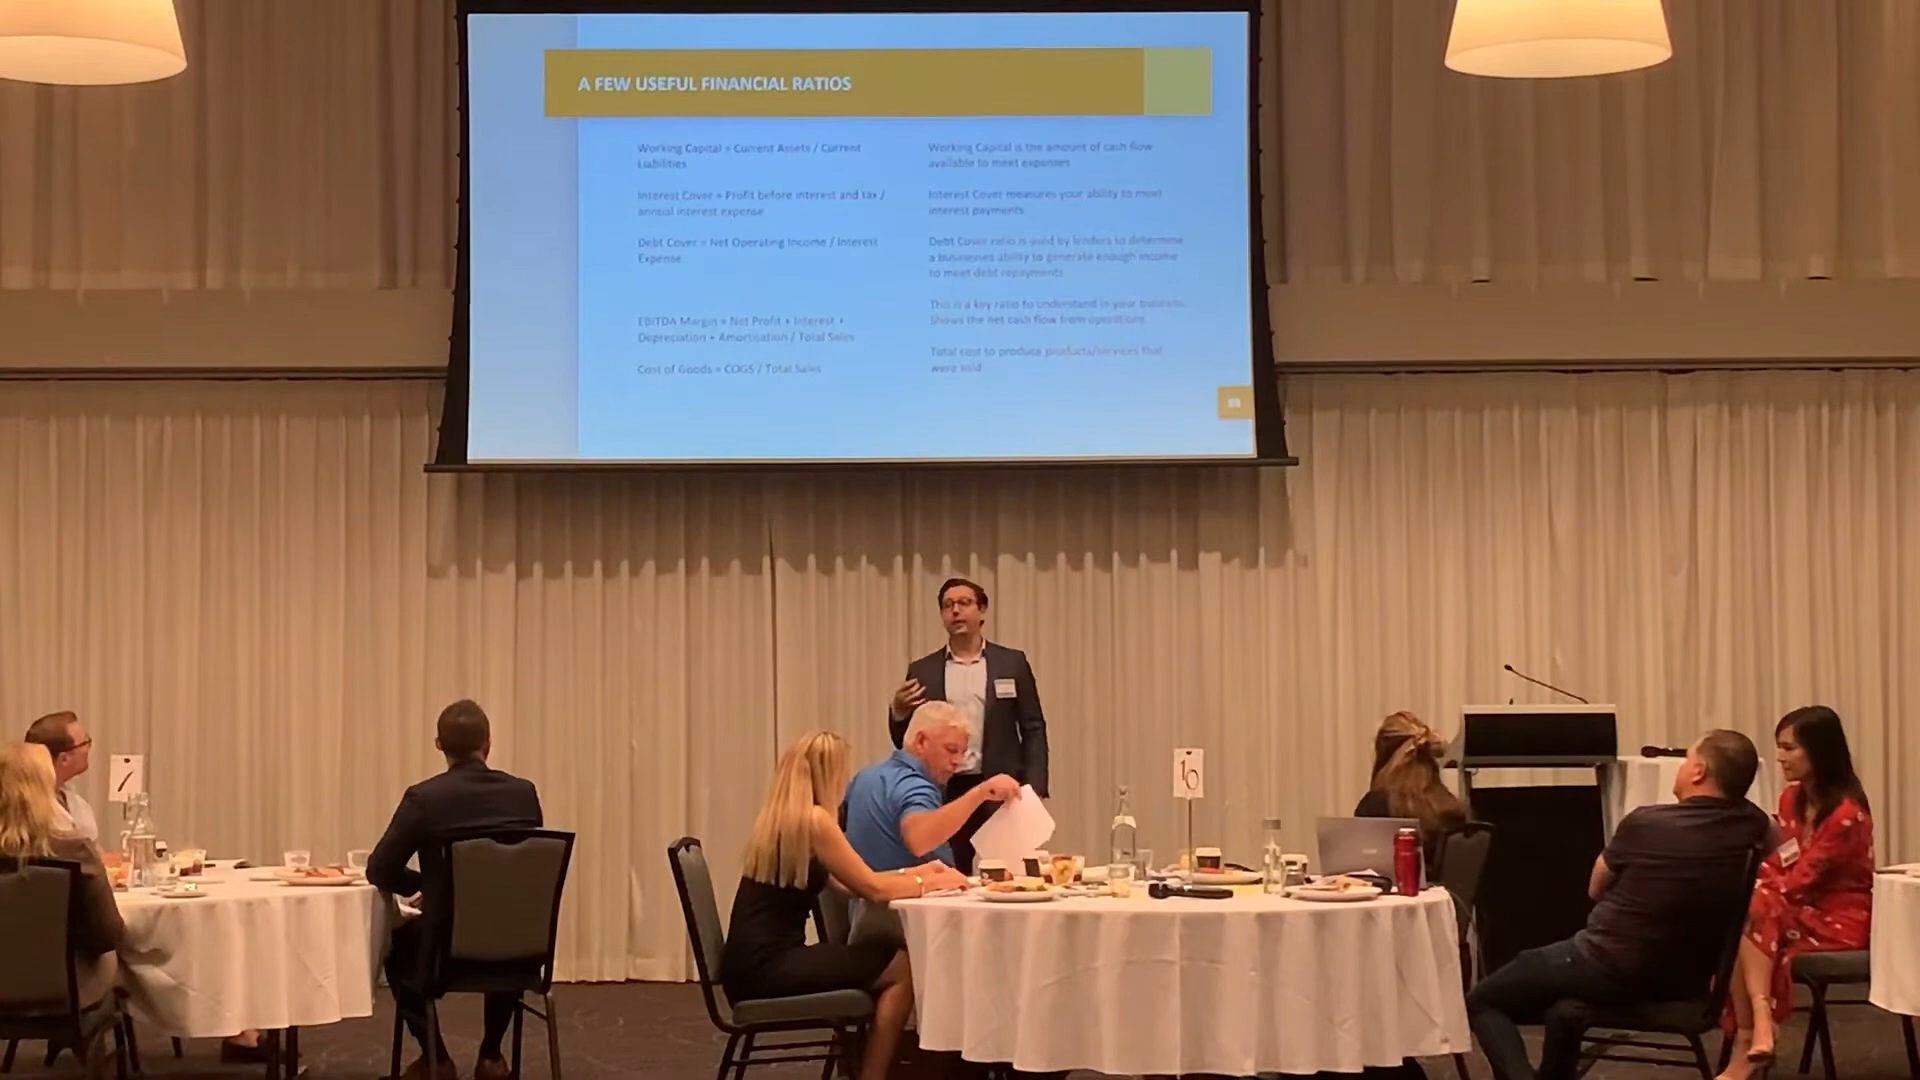 A FEW USEFUL FINANCIAL RATIOS
Working Capital = Current Assets / Current
Liabilities
Interest Cover = Profit before interest and tax /
annual interest expense
Debt Cover = Net Operating Income / Interest
Expense
EBITDA Margin = Net Profit + Interest +
Depreciation + Amortisation / Total Sales
Cost of Goods = COGS / Total Sales
Working Capital is the amount of cash flow
available to meet expenses
Interest Cover measures your ability to meet
interest payments
Debt Cover ratio is used by lenders to determine
a businesses ability to generate enough income
to meet debt repayments
This is a key ratio to understand in your business.
Shows the net cash flow from operations.
Total cost to produce products/services that
were sold
10